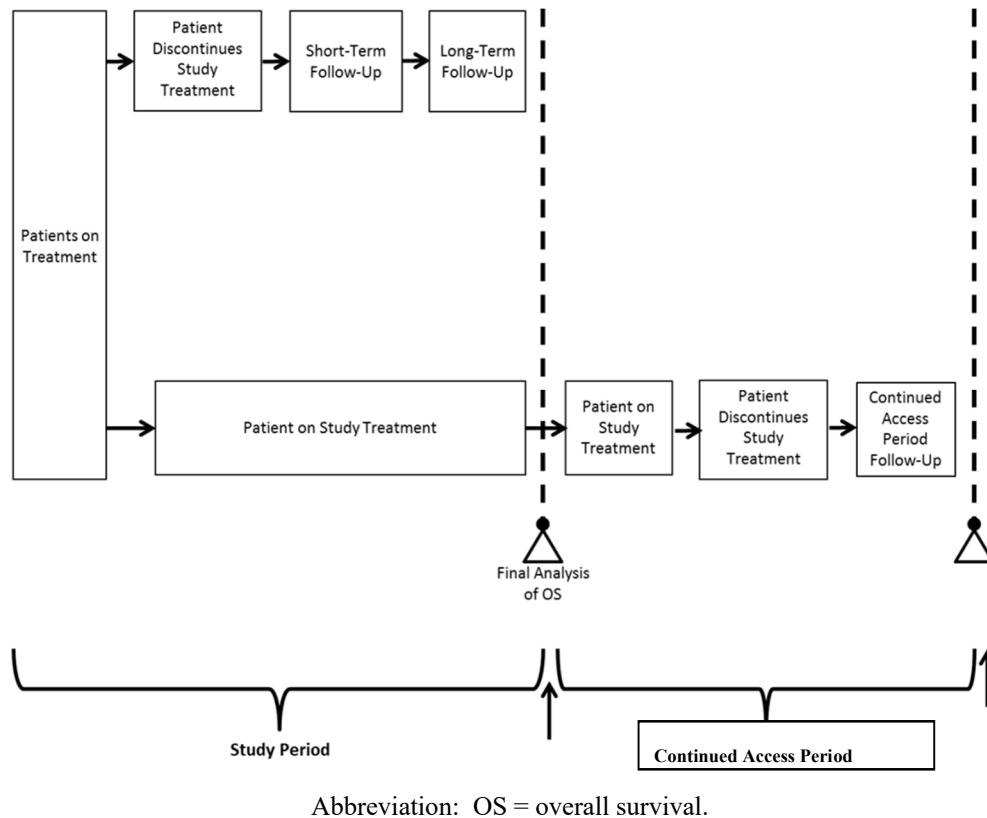 Patient
Discontinues
Study
Treatment
Short-Term
Follow-Up
Long-Term
Follow-Up
Patients on
Treatment
Patient on Study Treatment
Patient on
Study
Treatment
Patient
Discontinues
Study
Treatment
Continued
Access
Period
Follow-Up
Final Analysis
of OS
Study Period
Continued Access Period
Abbreviation: OS = overall survival.